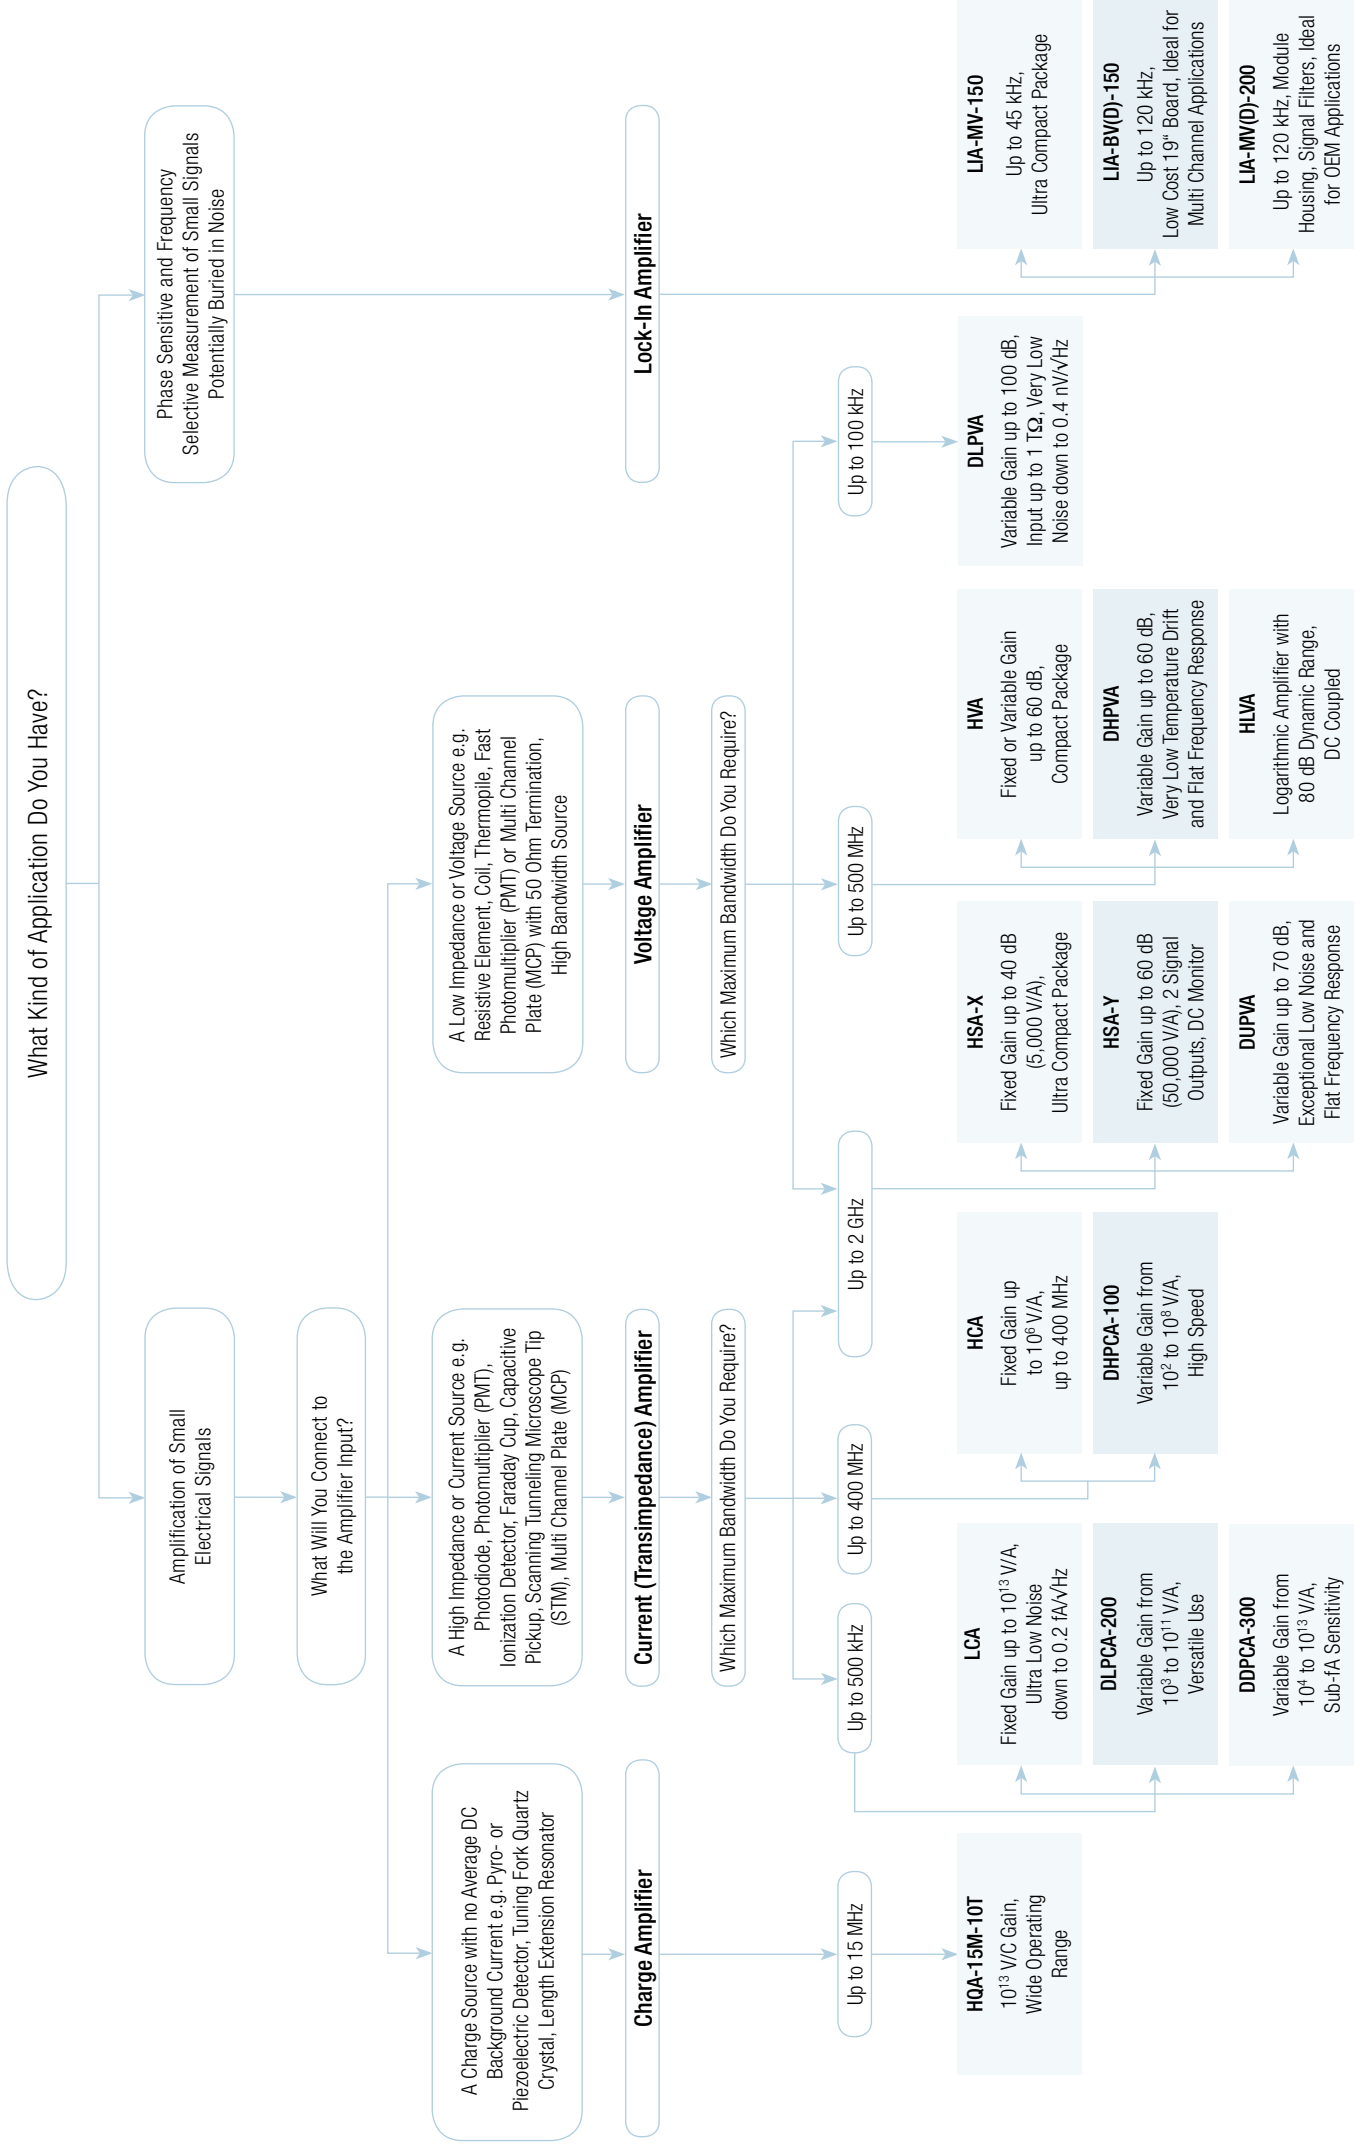 What Kind of Application Do You Have?
Amplification of Small
Electrical Signals
Phase Sensitive and Frequency
Selective Measurement of Small Signals
Potentially Buried in Noise
What Will You Connect to
the Amplifier Input?
A Charge Source with no Average DC
Background Current e.g. Pyro- or
Piezoelectric Detector, Tuning Fork Quartz
Crystal, Length Extension Resonator
A High Impedance or Current Source e.g.
Photodiode, Photomultiplier (PMT),
Ionization Detector, Faraday Cup, Capacitive
Pickup, Scanning Tunneling Microscope Tip
(STM), Multi Channel Plate (MCP)
A Low Impedance or Voltage Source e.g.
Resistive Element, Coil, Thermopile, Fast
Photomultiplier (PMT) or Multi Channel
Plate (MCP) with 50 Ohm Termination,
High Bandwidth Source
Charge Amplifier
Current (Transimpedance) Amplifier
Voltage Amplifier
Lock-In Amplifier
Which Maximum Bandwidth Do You Require?
Which Maximum Bandwidth Do You Require?
Up to 15 MHz
Up to 500 kHz
Up to 400 MHz
Up to 2 GHz
Up to 500 MHz
Up to 100 kHz
HQA-15M-10T
10¹³ V/C Gain,
Wide Operating
Range
LCA
Fixed Gain up to 10¹³ V/A,
Ultra Low Noise
down to 0.2 fA/√Hz
DLPCA-200
Variable Gain from
10³ to 10¹¹ V/A,
Versatile Use
DDPCA-300
Variable Gain from
10⁴ to 10¹³ V/A,
Sub-fA Sensitivity
HCA
Fixed Gain up
to 10⁶ V/A,
up to 400 MHz
DHPCA-100
Variable Gain from
10² to 10⁸ V/A,
High Speed
HSA-X
Fixed Gain up to 40 dB
(5,000 V/A),
Ultra Compact Package
HSA-Y
Fixed Gain up to 60 dB
(50,000 V/A), 2 Signal
Outputs, DC Monitor
DUPVA
Variable Gain up to 70 dB,
Exceptional Low Noise and
Flat Frequency Response
HVA
Fixed or Variable Gain
up to 60 dB,
Compact Package
DHPVA
Variable Gain up to 60 dB,
Very Low Temperature Drift
and Flat Frequency Response
HLVA
Logarithmic Amplifier with
80 dB Dynamic Range,
DC Coupled
DLPVA
Variable Gain up to 100 dB,
Input up to 1 TΩ, Very Low
Noise down to 0.4 nV/√Hz
LIA-MV-150
Up to 45 kHz,
Ultra Compact Package
LIA-BV(D)-150
Up to 120 kHz,
Low Cost 19“ Board, Ideal for
Multi Channel Applications
LIA-MV(D)-200
Up to 120 kHz, Module
Housing, Signal Filters, Ideal
for OEM Applications